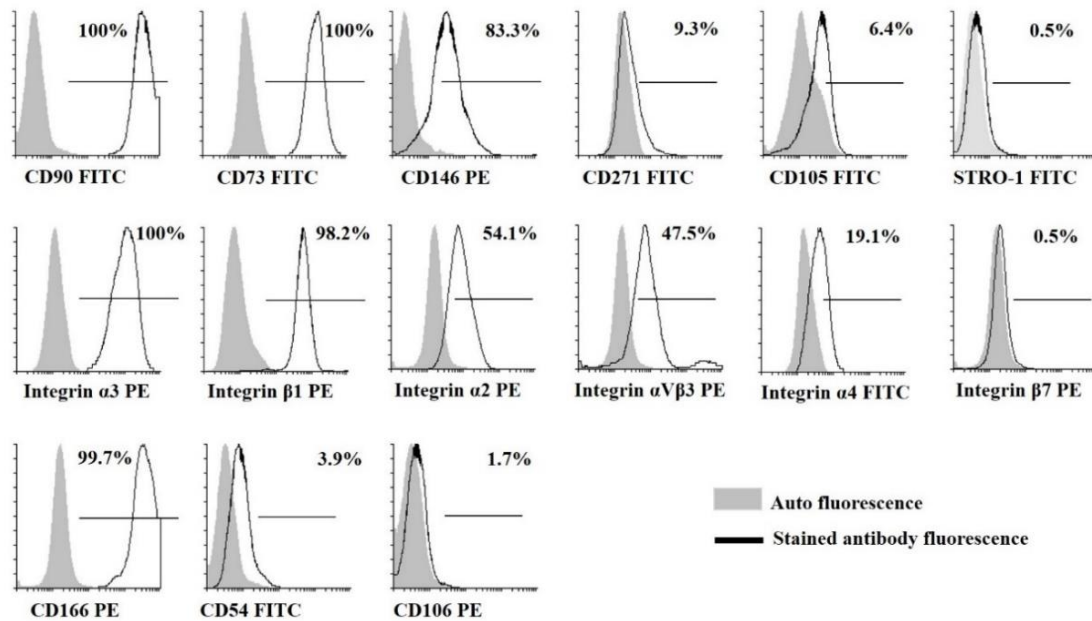 100%
100%
83.3%
9.3%
6.4%
0.5%
CD90 FITC
CD73 FITC
CD146 PE
CD271 FITC
CD105 FITC
STRO-1 FITC
100%
98.2%
54.1%
47.5%
19.1%
0.5%
Integrin α3 PE
Integrin β1 PE
Integrin α2 PE
Integrin αVβ3 PE
Integrin α4 FITC
Integrin β7 PE
99.7%
3.9%
1.7%
Auto fluorescence
Stained antibody fluorescence
CD166 PE
CD54 FITC
CD106 PE